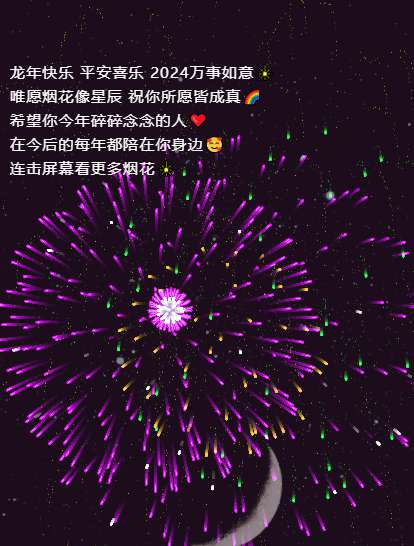 龙年快乐 平安喜乐 2024万事如意
唯愿烟花像星辰 祝你所愿皆成真🌈
希望你今年碎碎念念的人❤️
在今后的每年都陪在你身边🥰
连击屏幕看更多烟花